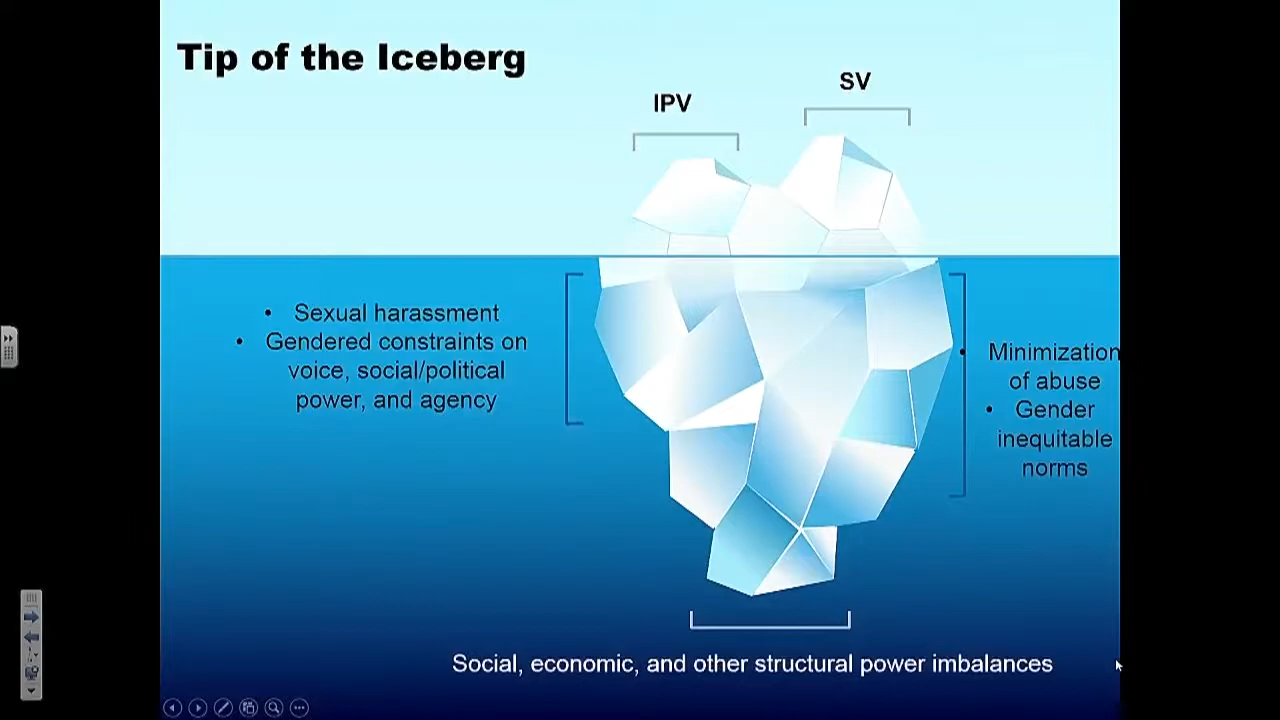 Tip of the Iceberg
IPV
SV
• Sexual harassment
• Gendered constraints on
voice, social/political
power, and agency
• Minimization
of abuse
• Gender
inequitable
norms
Social, economic, and other structural power imbalances